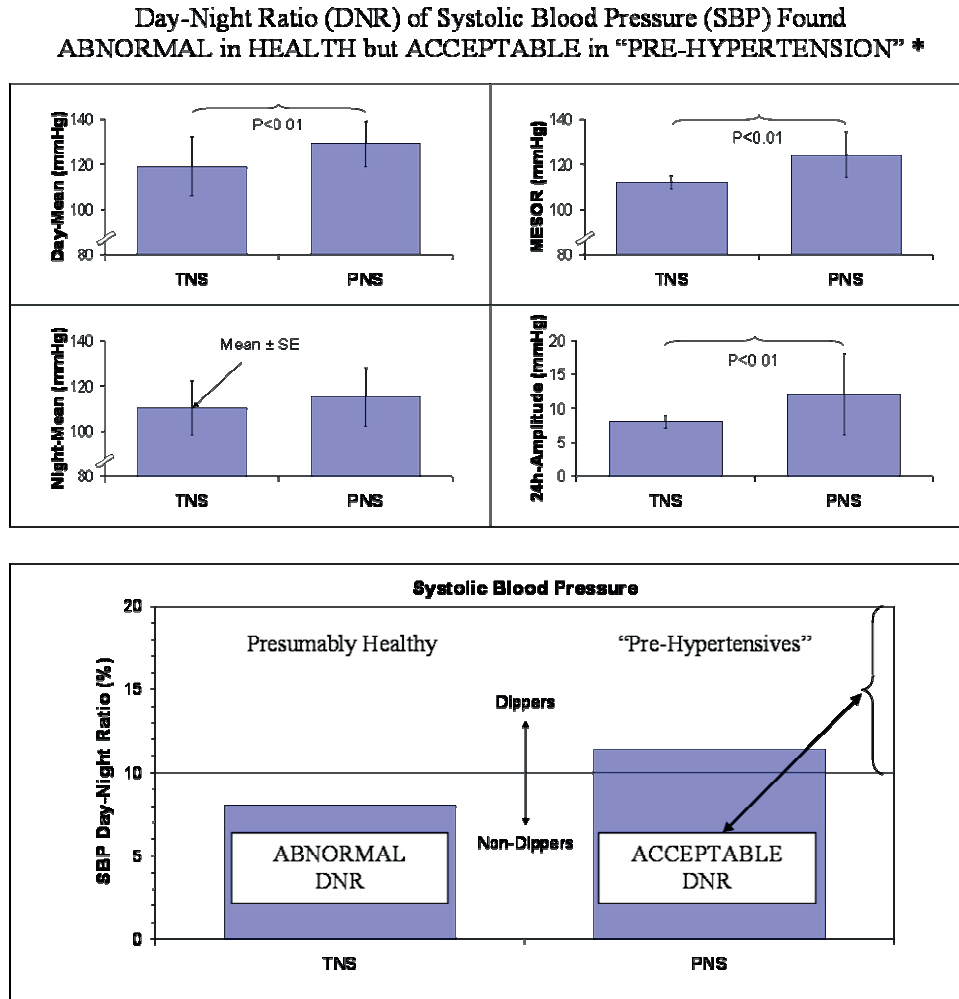 Day-Night Ratio (DNR) of Systolic Blood Pressure (SBP) Found
ABNORMAL in HEALTH but ACCEPTABLE in “PRE-HYPERTENSION” *
Day-Mean (mmHg)
140
120
100
80
P<0 01
TNS
PNS
MESOR (mmHg)
140
120
100
80
P<0.01
TNS
PNS
Night-Mean (mmHg)
140
120
100
80
Mean ± SE
TNS
PNS
24h-Amplitude (mmHg)
20
15
10
5
0
P<0 01
TNS
PNS
Systolic Blood Pressure
SBP Day-Night Ratio (%)
20
15
10
5
0
Presumably Healthy
“Pre-Hypertensives”
Dippers
Non-Dippers
ABNORMAL
DNR
ACCEPTABLE
DNR
TNS
PNS